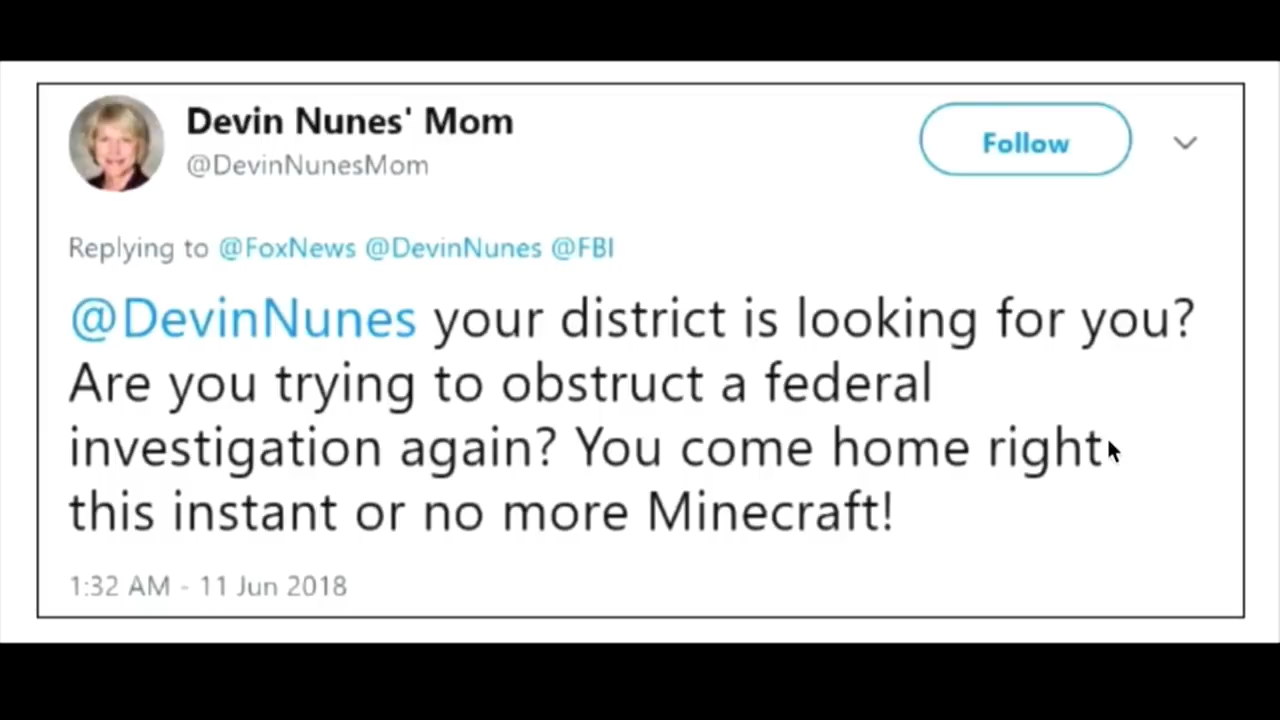 Devin Nunes' Mom
@DevinNunesMom
Follow
Replying to @FoxNews @DevinNunes @FBI
@DevinNunes your district is looking for you?
Are you trying to obstruct a federal
investigation again? You come home right
this instant or no more Minecraft!
1:32 AM - 11 Jun 2018